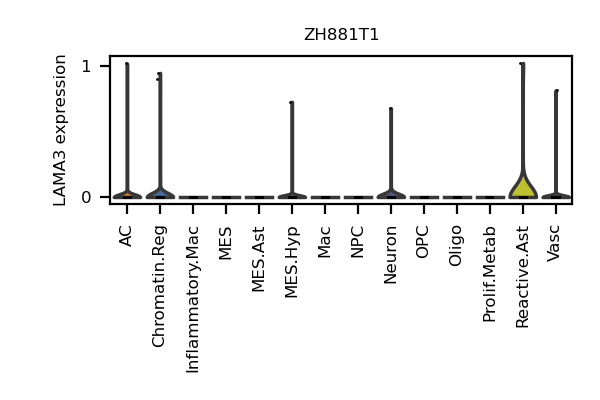 ZH881T1
LAMA3 expression
1
0
AC
Chromatin.Reg
Inflammatory.Mac
MES
MES.Ast
MES.Hyp
Mac
NPC
Neuron
OPC
Oligo
Prolif.Metab
Reactive.Ast
Vasc